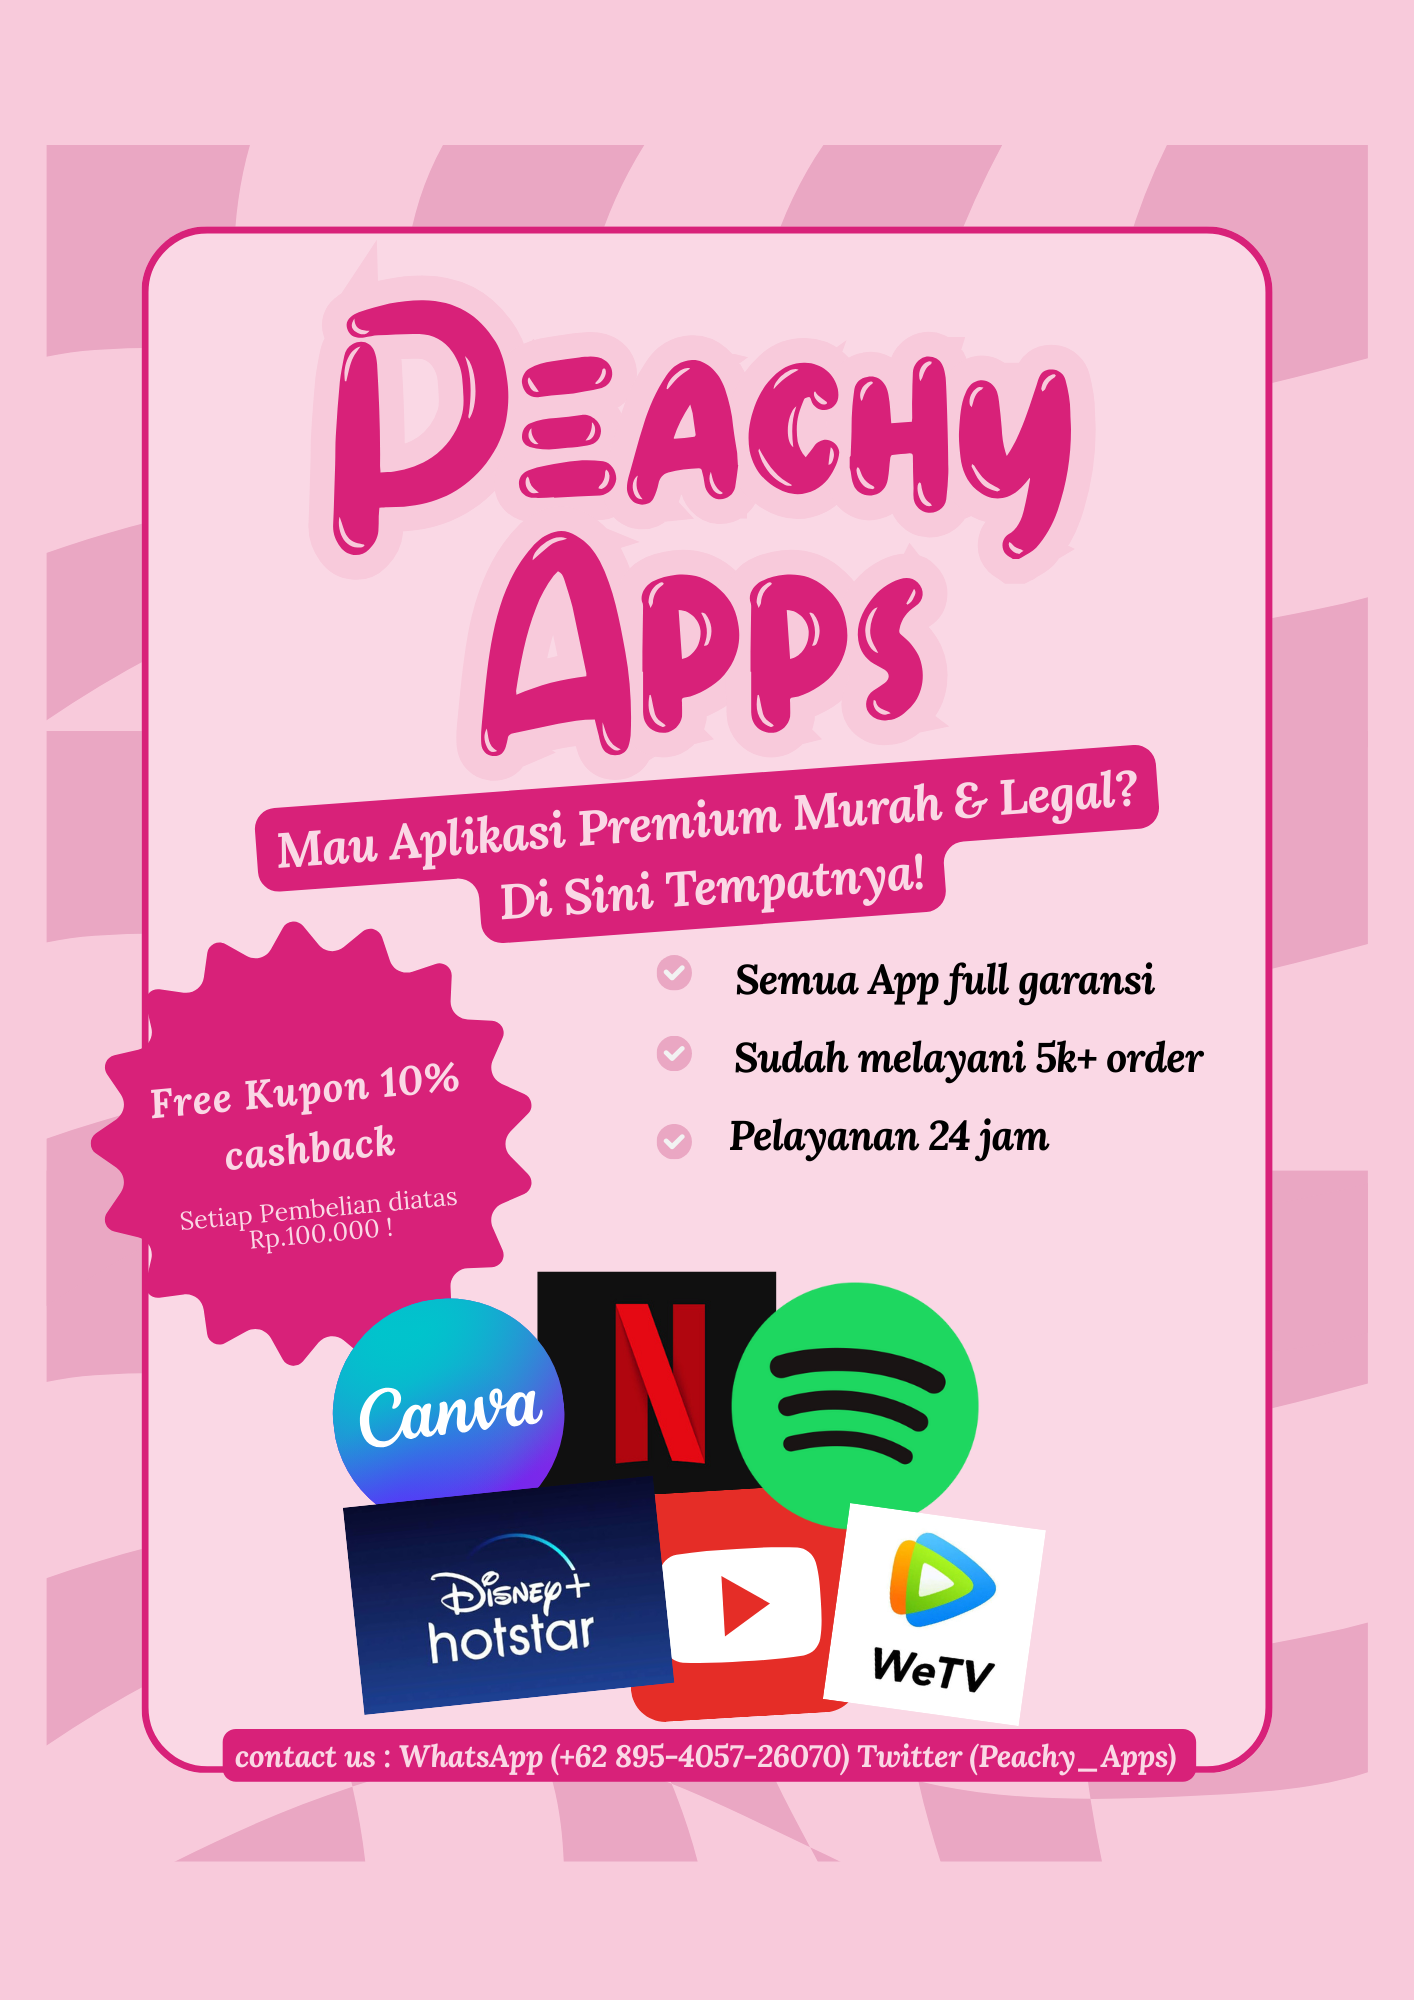 PEACHY
APPS
Mau Aplikasi Premium Murah & Legal?
Di Sini Tempatnya!
Semua App full garansi
Sudah melayani 5k+ order
Pelayanan 24 jam
Free Kupon 10%
cashback
Setiap Pembelian diatas
Rp.100.000 !
N
Canva
Disney+
hotstar
WeTV
contact us : WhatsApp (+62 895-4057-26070) Twitter (Peachy_Apps)